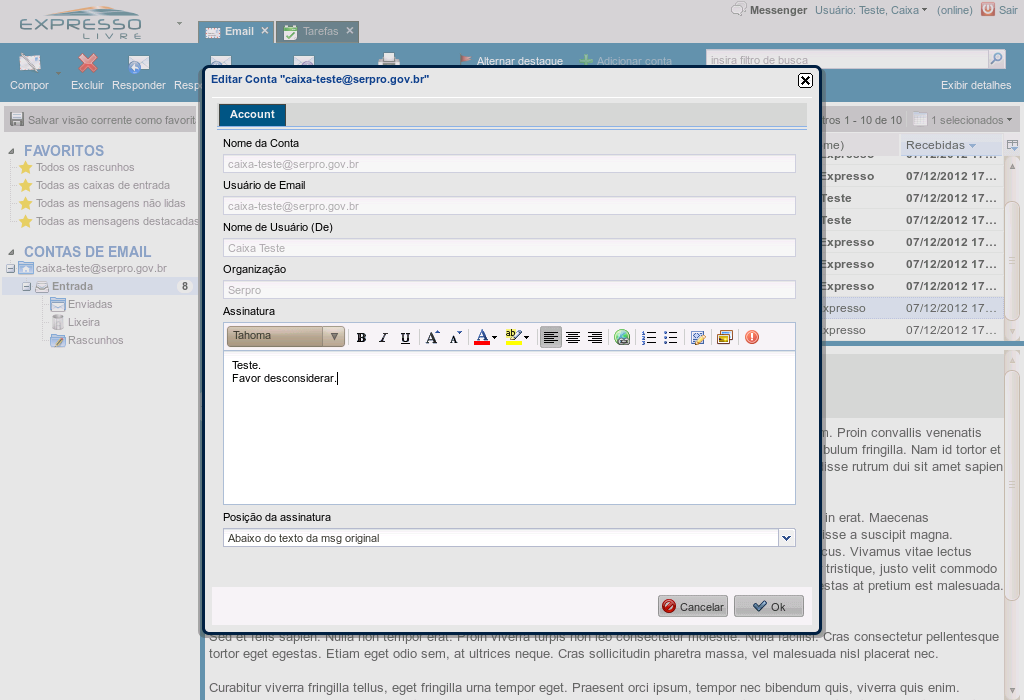 EXPRESSO
LIVRE
Email
Tarefas
Messenger
Usuário: Teste, Caixa
(online)
Sair
Compor
Excluir
Responder
Resp
Alternar destaque
Adicionar conta
insira filtro de busca
Exibir detalhes
Salvar visão corrente como favorit
tros 1 - 10 de 10
1 selecionados
FAVORITOS
Todos os rascunhos
Todas as caixas de entrada
Todas as mensagens não lidas
Todas as mensagens destacadas
CONTAS DE EMAIL
caixa-teste@serpro.gov.br
Entrada 8
Enviadas
Lixeira
Rascunhos
Editar Conta "caixa-teste@serpro.gov.br"
Account
Nome da Conta
caixa-teste@serpro.gov.br
Usuário de Email
caixa-teste@serpro.gov.br
Nome de Usuário (De)
Caixa Teste
Organização
Serpro
Assinatura
Tahoma
B I U A A A ab
Teste.
Favor desconsiderar.
Posição da assinatura
Abaixo do texto da msg original
Cancelar
Ok
me) Recebidas
Expresso 07/12/2012 17...
Expresso 07/12/2012 17...
Teste 07/12/2012 17...
Teste 07/12/2012 17...
Expresso 07/12/2012 17...
Expresso 07/12/2012 17...
Expresso 07/12/2012 17...
xpresso 07/12/2012 17...
xpresso 07/12/2012 17...
m. Proin convallis venenatis
bulum fringilla. Nam id tortor et
disse rutrum dui sit amet sapien
in erat. Maecenas
isse a suscipit magna.
cus. Vivamus vitae lectus
tristique, justo velit commodo
estas at pretium est malesuada.
Sed et felis sapien. Nulla non tempor erat. Proin viverra turpis non leo consectetur molestie. Nulla facilisi. Cras consectetur pellentesque
tortor eget egestas. Etiam eget odio sem, at ultrices neque. Cras sollicitudin pharetra massa, vel malesuada nisl placerat nec.
Curabitur viverra fringilla tellus, eget fringilla urna tempor eget. Praesent orci ipsum, tempor nec bibendum quis, viverra quis enim.